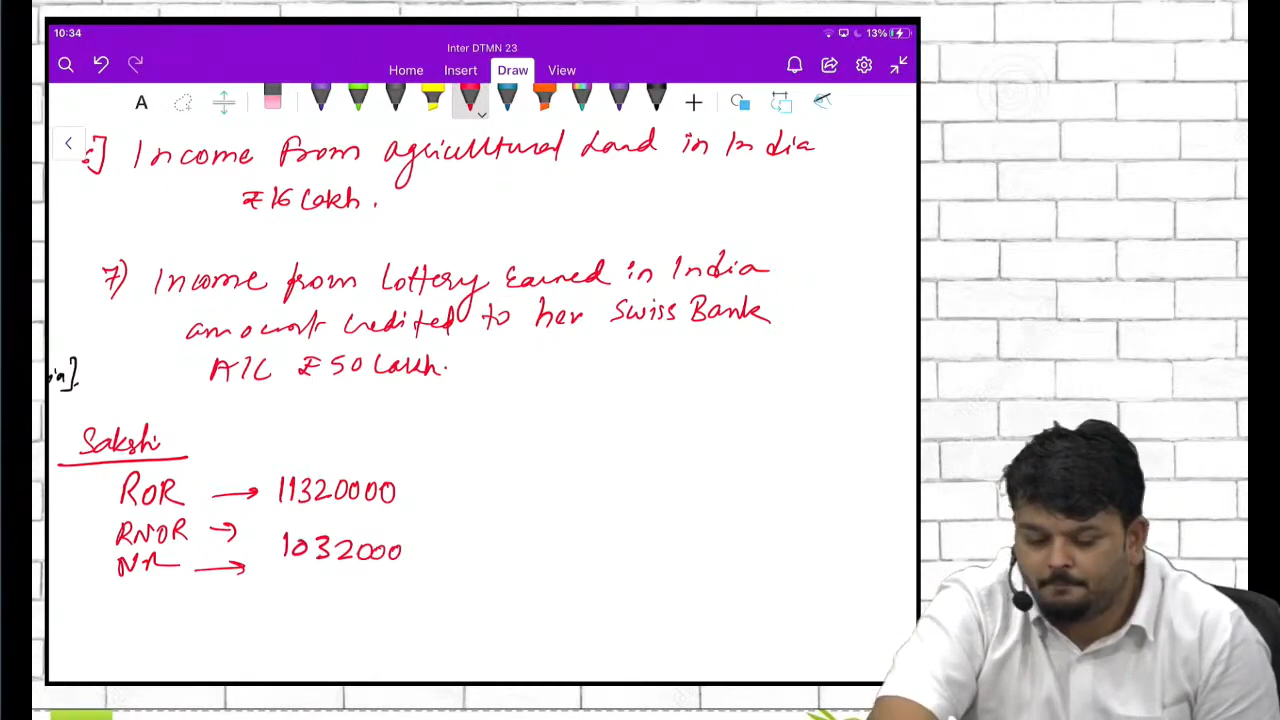 10:34
13%
Inter DTMN 23
Home Insert Draw View
A
Income from agricultural Land in India
₹16 Lakh.
7) Income from Lottery Earned in India
amount credited to her Swiss Bank
A/C ₹50 Lakh.
Sakshi
ROR → 11320000
RNOR →
1032000
NR →